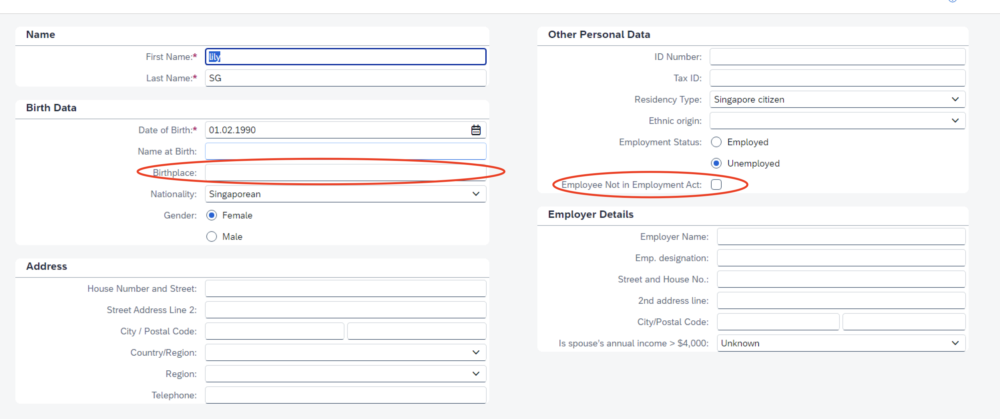 Name
First Name:* lily
Last Name:* SG
Birth Data
Date of Birth:* 01.02.1990
Name at Birth:
Birthplace:
Nationality: Singaporean
Gender: Female
Male
Address
House Number and Street:
Street Address Line 2:
City / Postal Code:
Country/Region:
Region:
Telephone:
Other Personal Data
ID Number:
Tax ID:
Residency Type: Singapore citizen
Ethnic origin:
Employment Status: Employed
Unemployed
Employee Not in Employment Act:
Employer Details
Employer Name:
Emp. designation:
Street and House No.:
2nd address line:
City/Postal Code:
Is spouse’s annual income > $4,000: Unknown